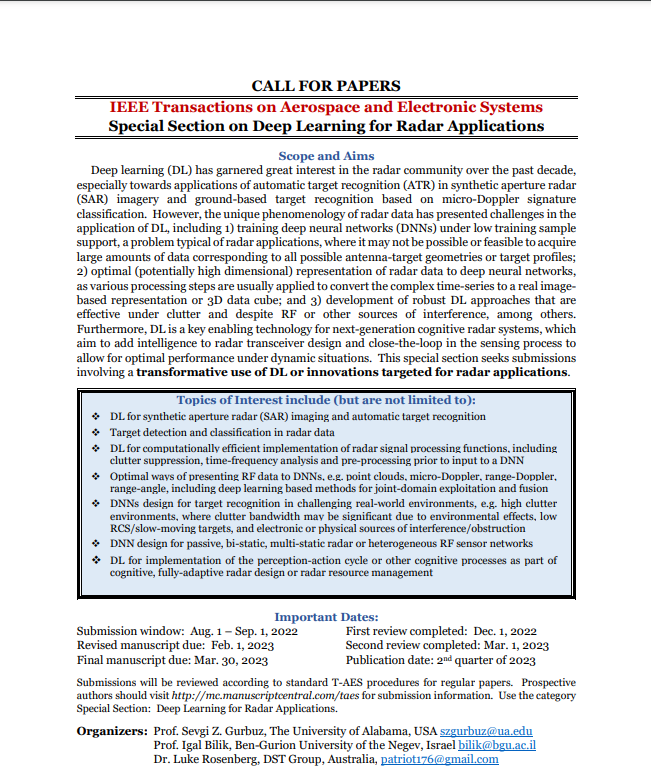 CALL FOR PAPERS
IEEE Transactions on Aerospace and Electronic Systems
Special Section on Deep Learning for Radar Applications
Scope and Aims
Deep learning (DL) has garnered great interest in the radar community over the past decade,
especially towards applications of automatic target recognition (ATR) in synthetic aperture radar
(SAR) imagery and ground-based target recognition based on micro-Doppler signature
classification. However, the unique phenomenology of radar data has presented challenges in the
application of DL, including 1) training deep neural networks (DNNs) under low training sample
support, a problem typical of radar applications, where it may not be possible or feasible to acquire
large amounts of data corresponding to all possible antenna-target geometries or target profiles;
2) optimal (potentially high dimensional) representation of radar data to deep neural networks,
as various processing steps are usually applied to convert the complex time-series to a real image-
based representation or 3D data cube; and 3) development of robust DL approaches that are
effective under clutter and despite RF or other sources of interference, among others.
Furthermore, DL is a key enabling technology for next-generation cognitive radar systems, which
aim to add intelligence to radar transceiver design and close-the-loop in the sensing process to
allow for optimal performance under dynamic situations. This special section seeks submissions
involving a transformative use of DL or innovations targeted for radar applications.
Topics of Interest include (but are not limited to):
❖ DL for synthetic aperture radar (SAR) imaging and automatic target recognition
❖ Target detection and classification in radar data
❖ DL for computationally efficient implementation of radar signal processing functions, including
clutter suppression, time-frequency analysis and pre-processing prior to input to a DNN
❖ Optimal ways of presenting RF data to DNNs, e.g. point clouds, micro-Doppler, range-Doppler,
range-angle, including deep learning based methods for joint-domain exploitation and fusion
❖ DNNs design for target recognition in challenging real-world environments, e.g. high clutter
environments, where clutter bandwidth may be significant due to environmental effects, low
RCS/slow-moving targets, and electronic or physical sources of interference/obstruction
❖ DNN design for passive, bi-static, multi-static radar or heterogeneous RF sensor networks
❖ DL for implementation of the perception-action cycle or other cognitive processes as part of
cognitive, fully-adaptive radar design or radar resource management
Important Dates:
Submission window: Aug. 1 – Sep. 1, 2022 First review completed: Dec. 1, 2022
Revised manuscript due: Feb. 1, 2023 Second review completed: Mar. 1, 2023
Final manuscript due: Mar. 30, 2023 Publication date: 2nd quarter of 2023
Submissions will be reviewed according to standard T-AES procedures for regular papers. Prospective
authors should visit http://mc.manuscriptcentral.com/taes for submission information. Use the category
Special Section: Deep Learning for Radar Applications.
Organizers: Prof. Sevgi Z. Gurbuz, The University of Alabama, USA szgurbuz@ua.edu
Prof. Igal Bilik, Ben-Gurion University of the Negev, Israel bilik@bgu.ac.il
Dr. Luke Rosenberg, DST Group, Australia, patriot176@gmail.com